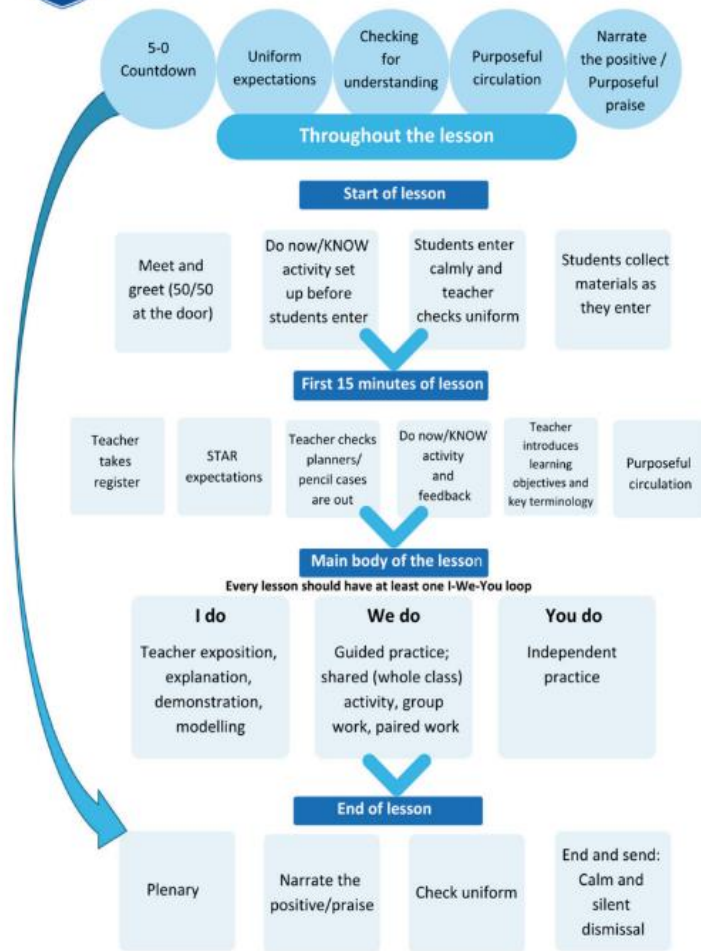 5-0
Countdown
Uniform
expectations
Checking
for
understanding
Purposeful
circulation
Narrate
the positive /
Purposeful
praise
Throughout the lesson
Start of lesson
Meet and
greet (50/50
at the door)
Do now/KNOW
activity set
up before
students enter
Students enter
calmly and
teacher
checks uniform
Students collect
materials as
they enter
First 15 minutes of lesson
Teacher
takes
register
STAR
expectations
Teacher checks
planners/
pencil cases
are out
Do now/KNOW
activity
and
feedback
Teacher
introduces
learning
objectives and
key terminology
Purposeful
circulation
Main body of the lesson
Every lesson should have at least one I-We-You loop
I do
Teacher exposition,
explanation,
demonstration,
modelling
We do
Guided practice;
shared (whole class)
activity, group
work, paired work
You do
Independent
practice
End of lesson
Plenary
Narrate the
positive/praise
Check uniform
End and send:
Calm and
silent
dismissal